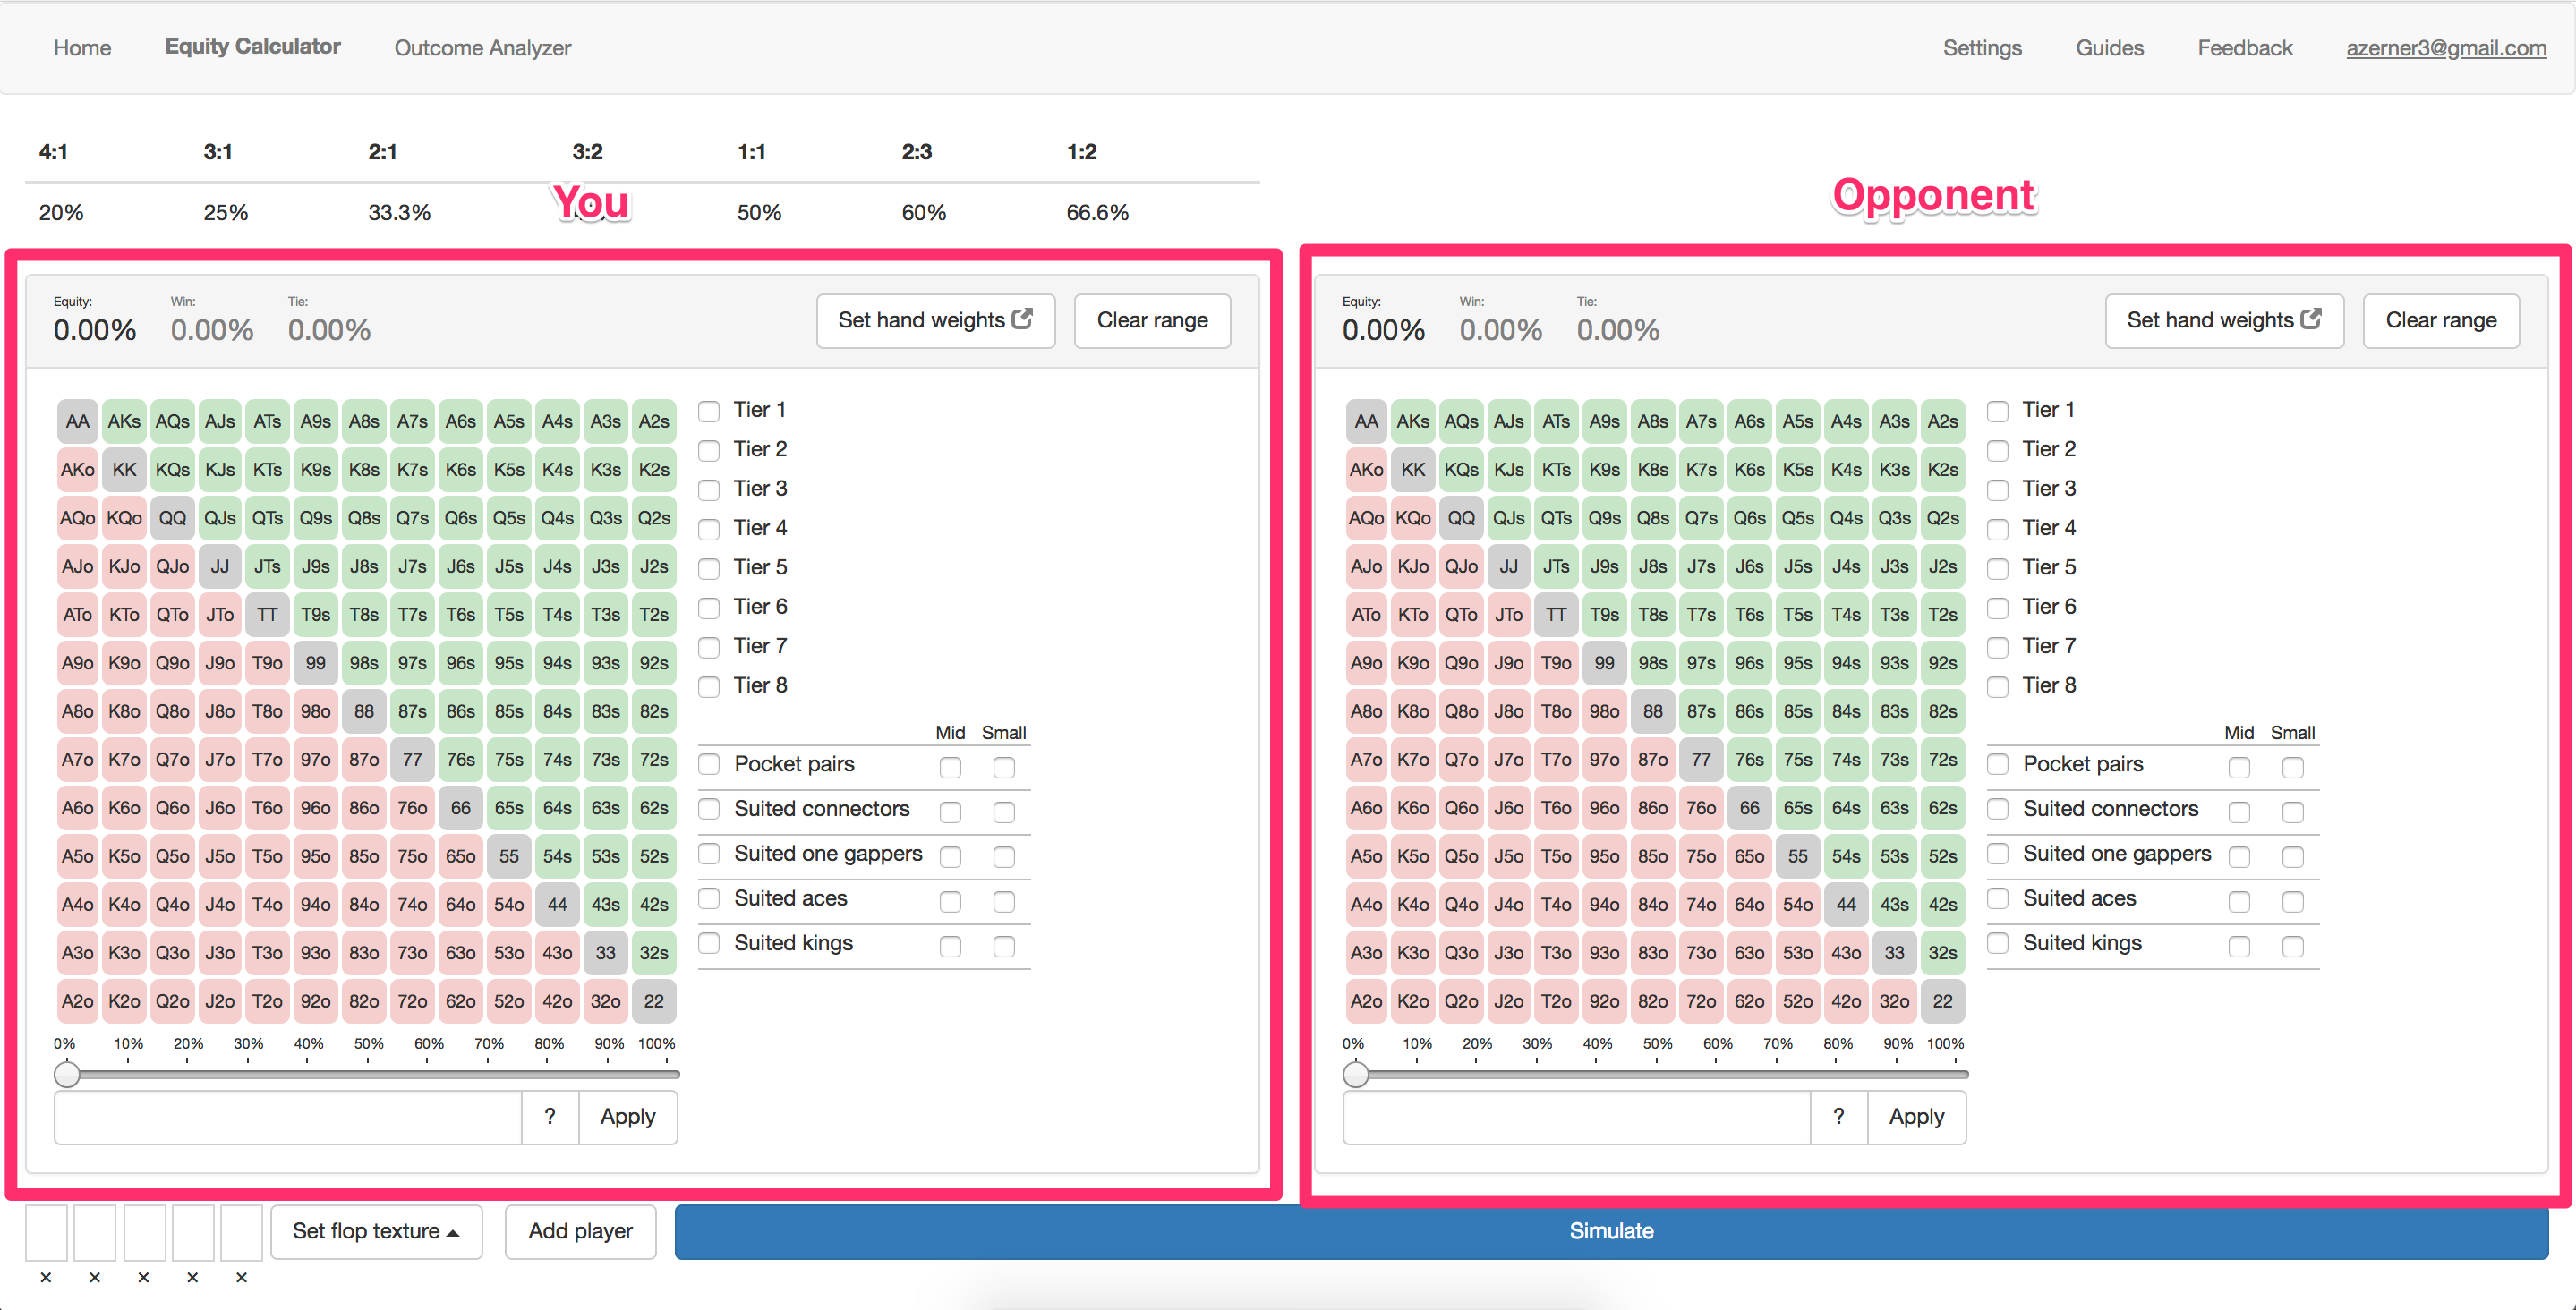 Home Equity Calculator Outcome Analyzer Settings Guides Feedback azerner3@gmail.com
4:1 3:1 2:1 3:2 1:1 2:3 1:2
20% 25% 33.3% 50% 60% 66.6%
You
Opponent
Equity: Win: Tie:
0.00% 0.00% 0.00%
Set hand weights Clear range
AA AKs AQs AJs ATs A9s A8s A7s A6s A5s A4s A3s A2s
AKo KK KQs KJs KTs K9s K8s K7s K6s K5s K4s K3s K2s
AQo KQo QQ QJs QTs Q9s Q8s Q7s Q6s Q5s Q4s Q3s Q2s
AJo KJo QJo JJ JTs J9s J8s J7s J6s J5s J4s J3s J2s
ATo KTo QTo JTo TT T9s T8s T7s T6s T5s T4s T3s T2s
A9o K9o Q9o J9o T9o 99 98s 97s 96s 95s 94s 93s 92s
A8o K8o Q8o J8o T8o 98o 88 87s 86s 85s 84s 83s 82s
A7o K7o Q7o J7o T7o 97o 87o 77 76s 75s 74s 73s 72s
A6o K6o Q6o J6o T6o 96o 86o 76o 66 65s 64s 63s 62s
A5o K5o Q5o J5o T5o 95o 85o 75o 65o 55 54s 53s 52s
A4o K4o Q4o J4o T4o 94o 84o 74o 64o 54o 44 43s 42s
A3o K3o Q3o J3o T3o 93o 83o 73o 63o 53o 43o 33 32s
A2o K2o Q2o J2o T2o 92o 82o 72o 62o 52o 42o 32o 22
0% 10% 20% 30% 40% 50% 60% 70% 80% 90% 100%
? Apply
Tier 1
Tier 2
Tier 3
Tier 4
Tier 5
Tier 6
Tier 7
Tier 8
Mid Small
Pocket pairs
Suited connectors
Suited one gappers
Suited aces
Suited kings
Equity: Win: Tie:
0.00% 0.00% 0.00%
Set hand weights Clear range
AA AKs AQs AJs ATs A9s A8s A7s A6s A5s A4s A3s A2s
AKo KK KQs KJs KTs K9s K8s K7s K6s K5s K4s K3s K2s
AQo KQo QQ QJs QTs Q9s Q8s Q7s Q6s Q5s Q4s Q3s Q2s
AJo KJo QJo JJ JTs J9s J8s J7s J6s J5s J4s J3s J2s
ATo KTo QTo JTo TT T9s T8s T7s T6s T5s T4s T3s T2s
A9o K9o Q9o J9o T9o 99 98s 97s 96s 95s 94s 93s 92s
A8o K8o Q8o J8o T8o 98o 88 87s 86s 85s 84s 83s 82s
A7o K7o Q7o J7o T7o 97o 87o 77 76s 75s 74s 73s 72s
A6o K6o Q6o J6o T6o 96o 86o 76o 66 65s 64s 63s 62s
A5o K5o Q5o J5o T5o 95o 85o 75o 65o 55 54s 53s 52s
A4o K4o Q4o J4o T4o 94o 84o 74o 64o 54o 44 43s 42s
A3o K3o Q3o J3o T3o 93o 83o 73o 63o 53o 43o 33 32s
A2o K2o Q2o J2o T2o 92o 82o 72o 62o 52o 42o 32o 22
0% 10% 20% 30% 40% 50% 60% 70% 80% 90% 100%
? Apply
Tier 1
Tier 2
Tier 3
Tier 4
Tier 5
Tier 6
Tier 7
Tier 8
Mid Small
Pocket pairs
Suited connectors
Suited one gappers
Suited aces
Suited kings
Set flop texture Add player Simulate
× × × × ×